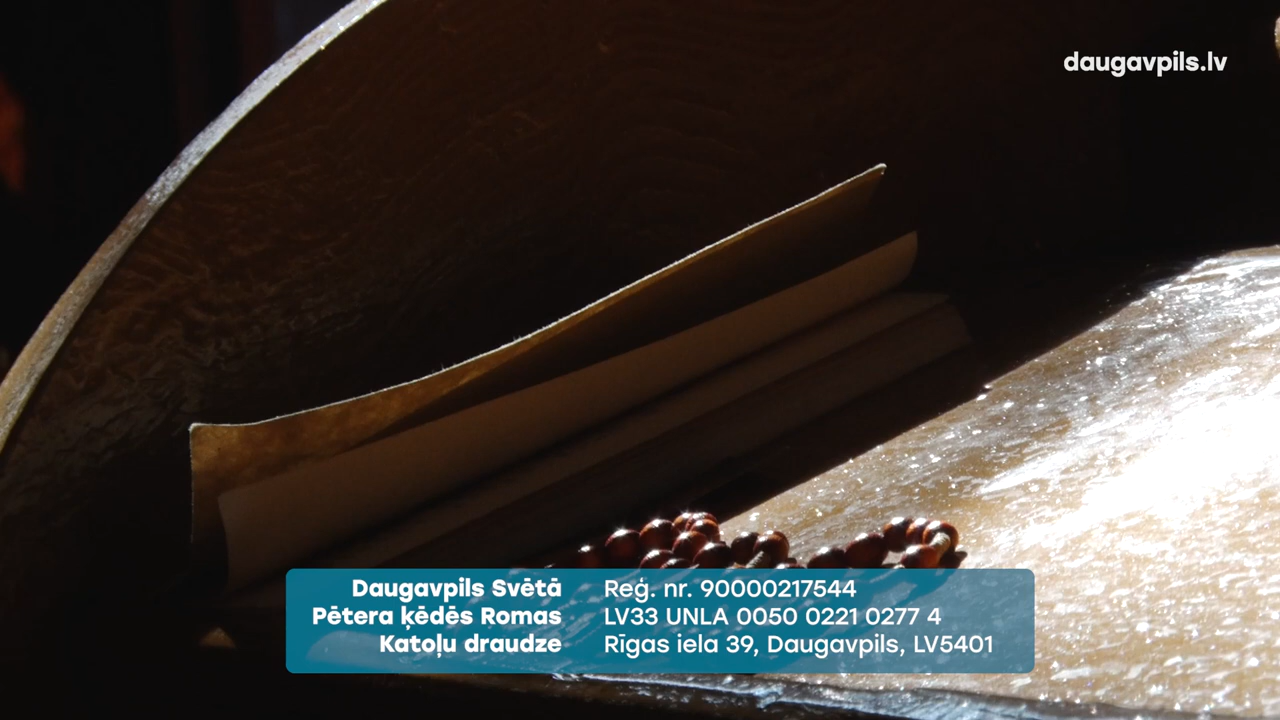 daugavpils.lv
Daugavpils Svētā
Pētera ķēdēs Romas
Katoļu draudze
Reģ. nr. 90000217544
LV33 UNLA 0050 0221 0277 4
Rīgas iela 39, Daugavpils, LV5401